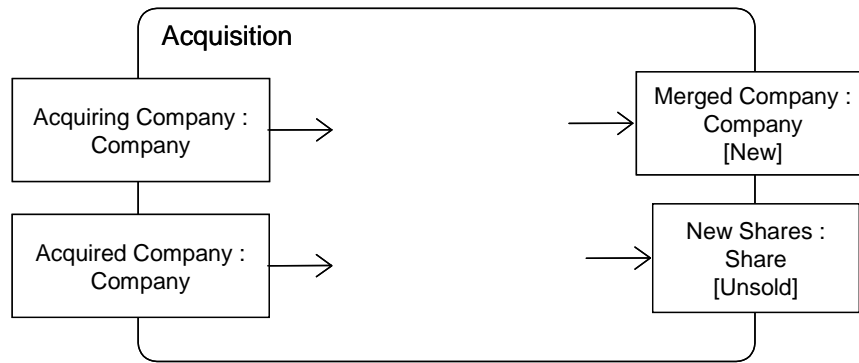 Acquisition
Acquiring Company :
Company
Merged Company :
Company
[New]
Acquired Company :
Company
New Shares :
Share
[Unsold]